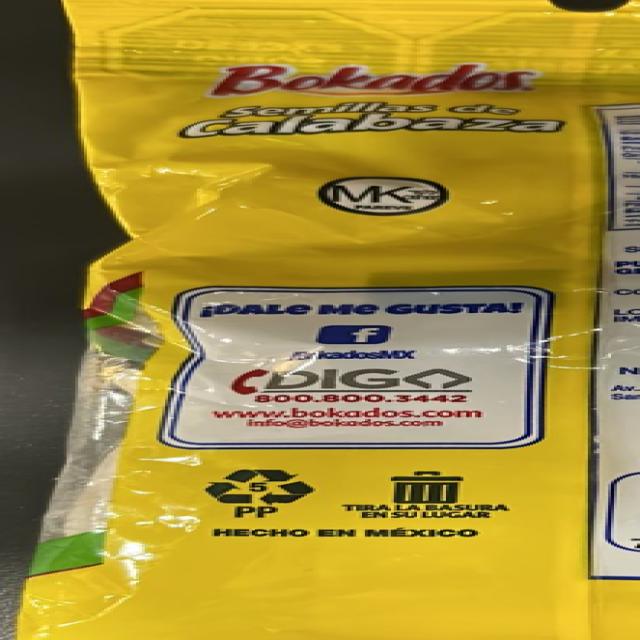 Bokados
Semillas de
Calabaza
MK
PAREVE
¡DALE ME GUSTA!
f
BokadosMX
DIGA
800.800.3442
www.bokados.com
info@bokados.com
5
PP
TIRA LA BASURA
EN SU LUGAR
HECHO EN MÉXICO